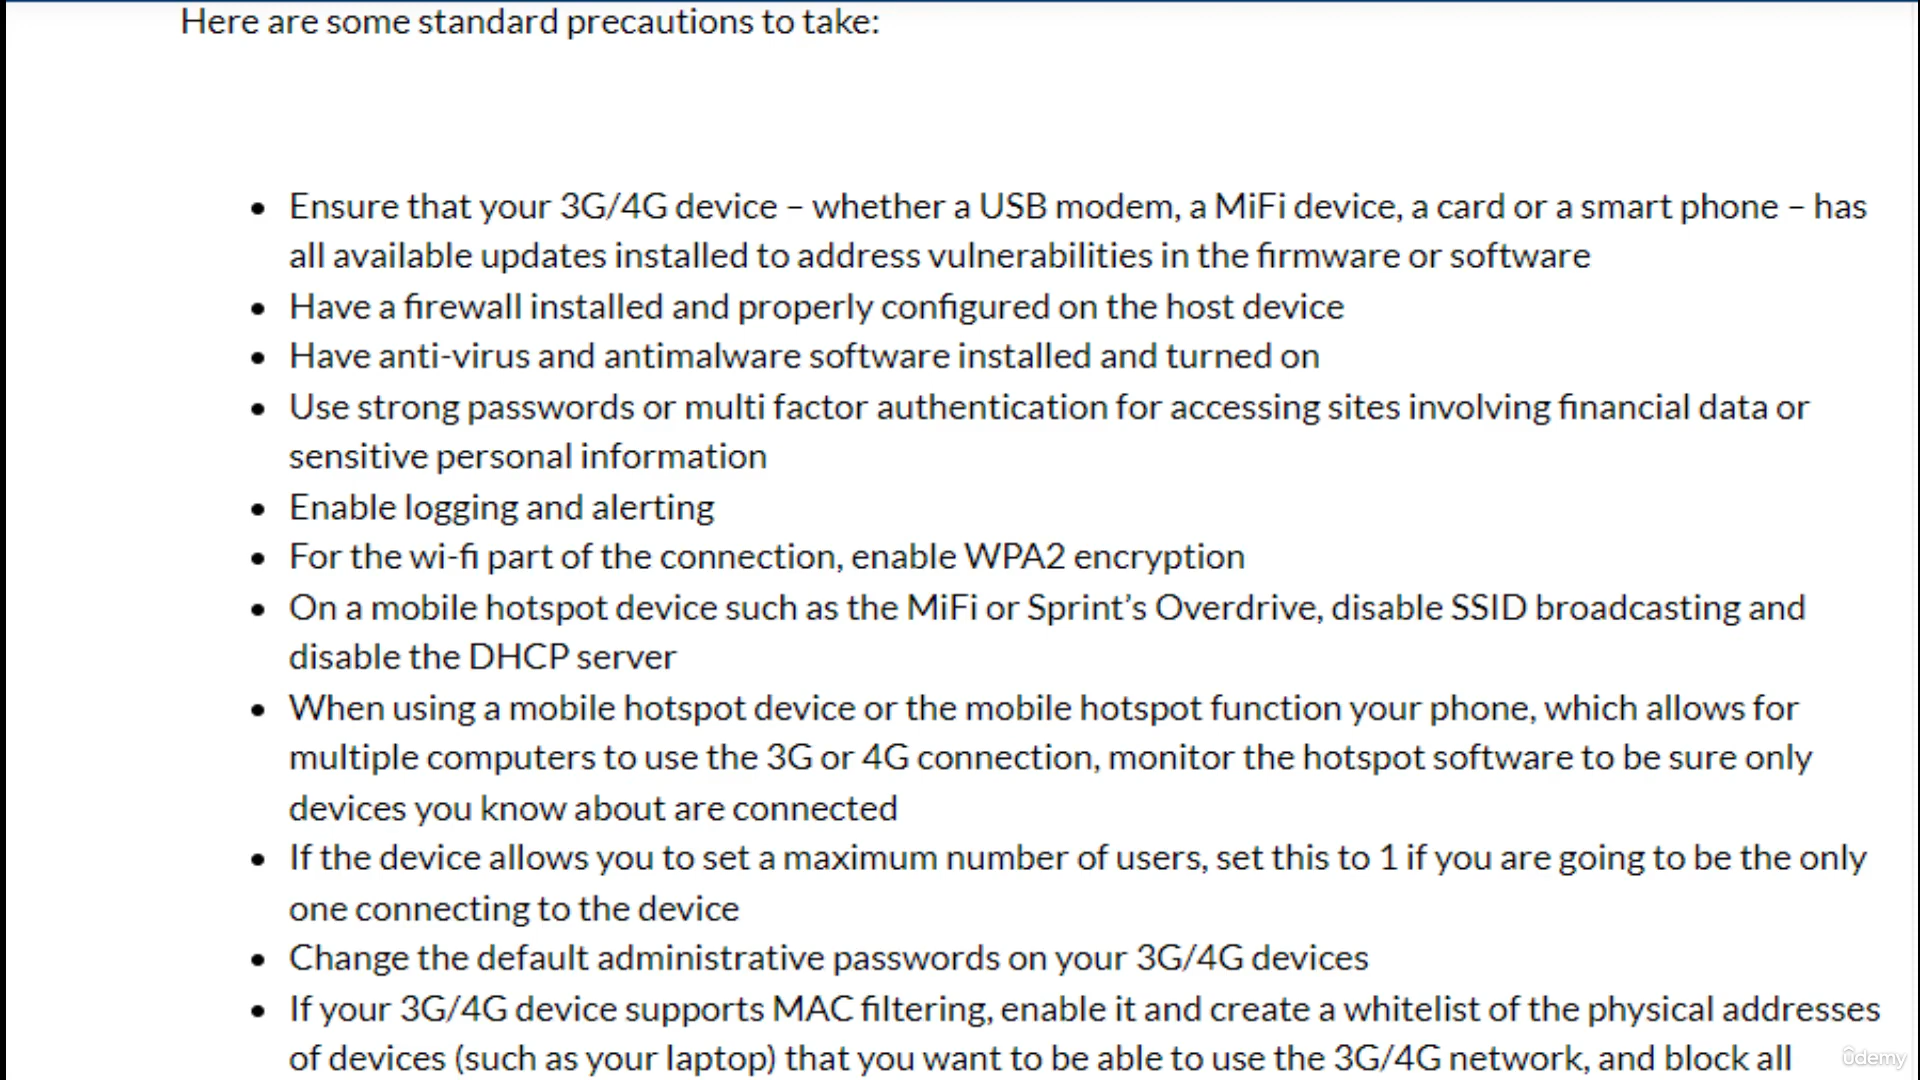 Here are some standard precautions to take:
• Ensure that your 3G/4G device – whether a USB modem, a MiFi device, a card or a smart phone – has
all available updates installed to address vulnerabilities in the firmware or software
• Have a firewall installed and properly configured on the host device
• Have anti-virus and antimalware software installed and turned on
• Use strong passwords or multi factor authentication for accessing sites involving financial data or
sensitive personal information
• Enable logging and alerting
• For the wi-fi part of the connection, enable WPA2 encryption
• On a mobile hotspot device such as the MiFi or Sprint’s Overdrive, disable SSID broadcasting and
disable the DHCP server
• When using a mobile hotspot device or the mobile hotspot function your phone, which allows for
multiple computers to use the 3G or 4G connection, monitor the hotspot software to be sure only
devices you know about are connected
• If the device allows you to set a maximum number of users, set this to 1 if you are going to be the only
one connecting to the device
• Change the default administrative passwords on your 3G/4G devices
• If your 3G/4G device supports MAC filtering, enable it and create a whitelist of the physical addresses
of devices (such as your laptop) that you want to be able to use the 3G/4G network, and block all
ûdemy